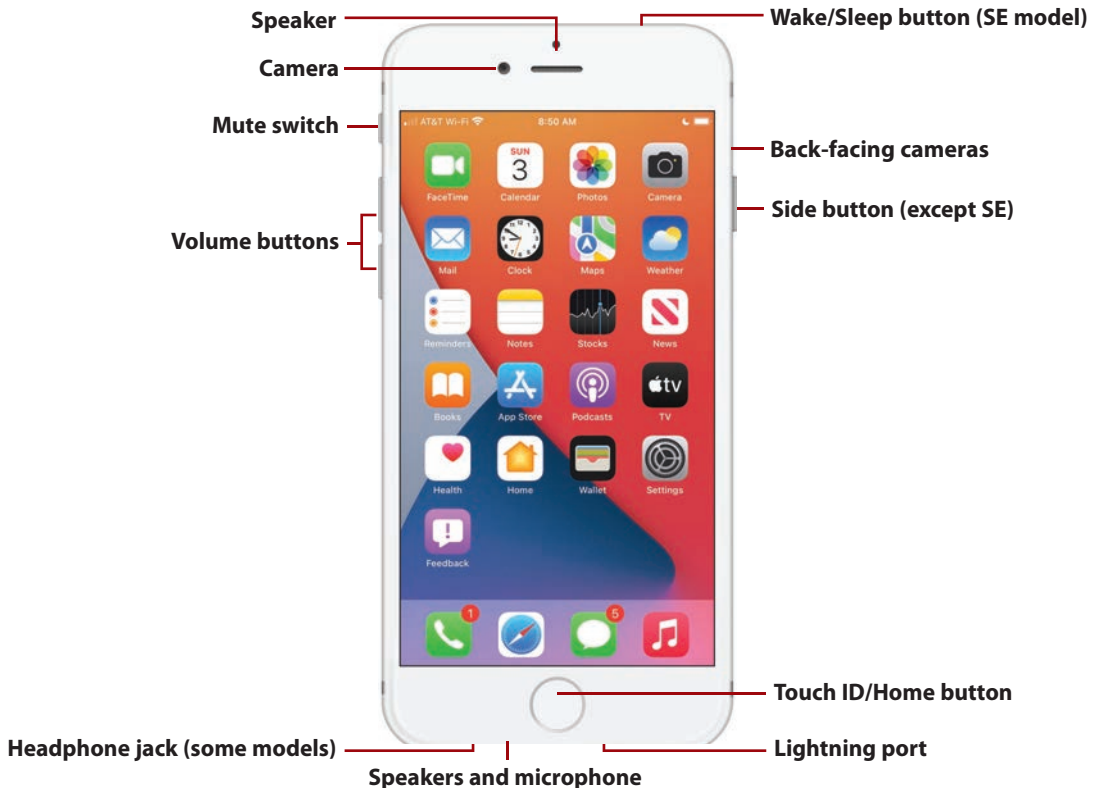 Speaker
Wake/Sleep button (SE model)
Camera
Mute switch
AT&T Wi-Fi 8:50 AM
Back-facing cameras
SUN
3
FaceTime Calendar Photos Camera
Side button (except SE)
Volume buttons
Mail Clock Maps Weather
Reminders Notes Stocks News
tv
Books App Store Podcasts TV
Health Home Wallet Settings
Feedback
1 5
Touch ID/Home button
Headphone jack (some models)
Lightning port
Speakers and microphone